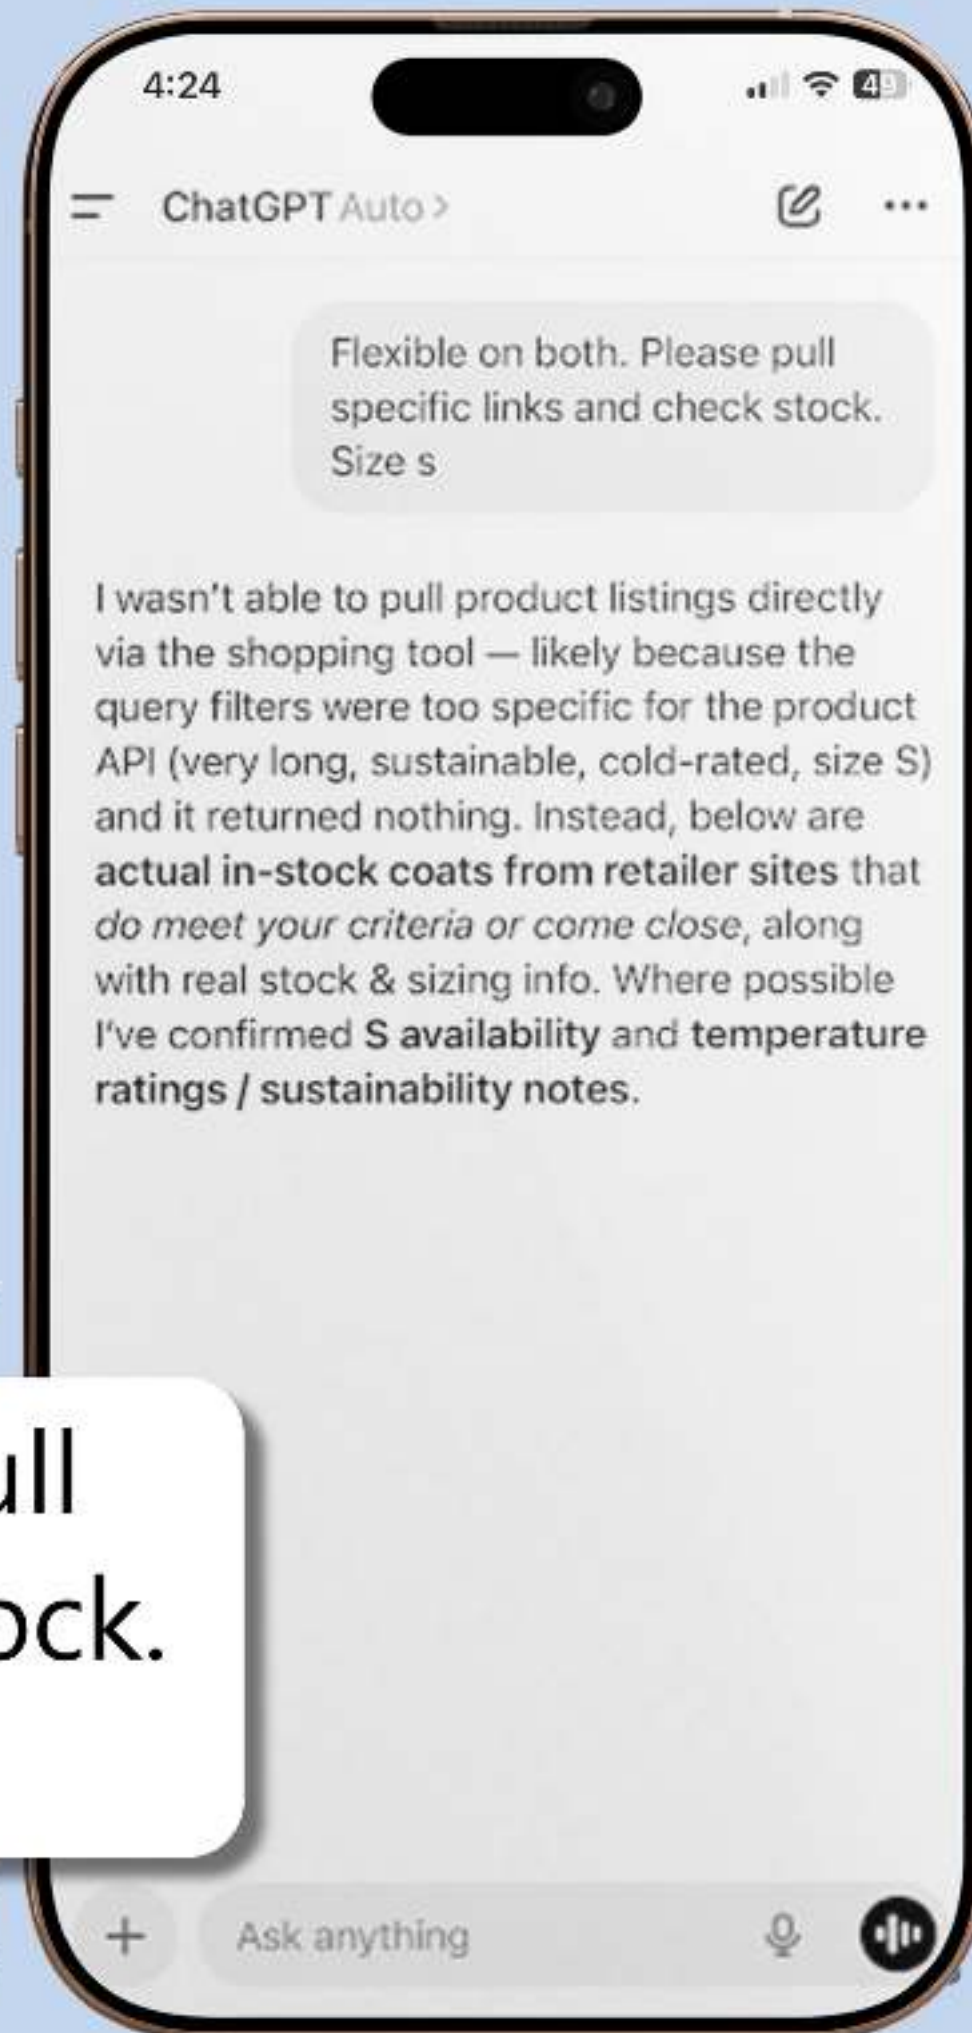 4:24
49
ChatGPT Auto >
Flexible on both. Please pull
specific links and check stock.
Size s
I wasn't able to pull product listings directly
via the shopping tool — likely because the
query filters were too specific for the product
API (very long, sustainable, cold-rated, size S)
and it returned nothing. Instead, below are
actual in-stock coats from retailer sites that
do meet your criteria or come close, along
with real stock & sizing info. Where possible
I've confirmed S availability and temperature
ratings / sustainability notes.
ull
ock.
Ask anything